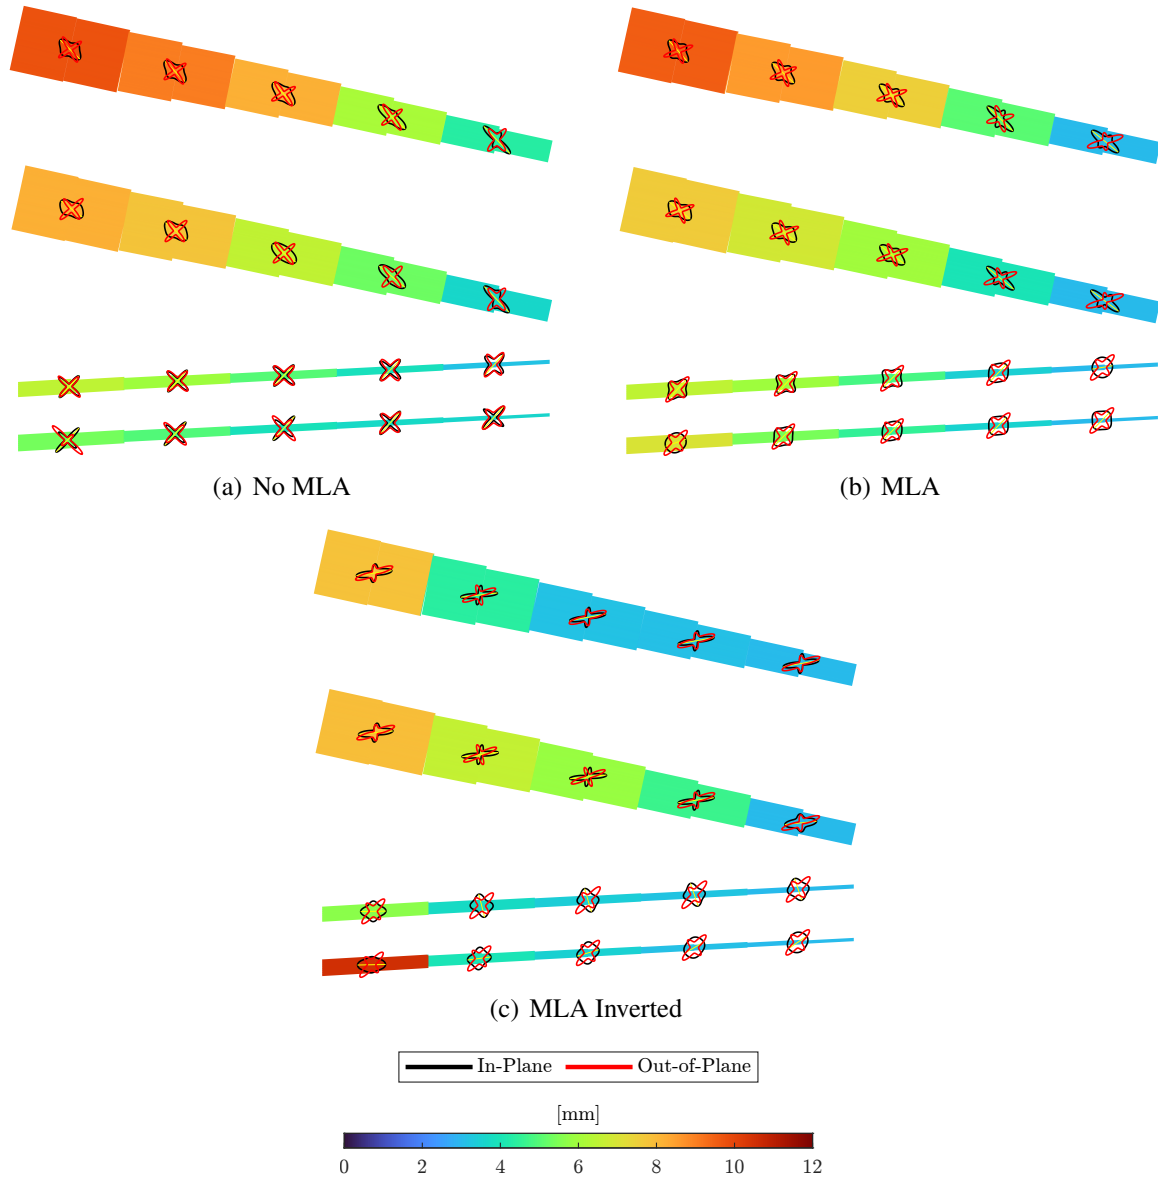 (a) No MLA
(b) MLA
(c) MLA Inverted
In-Plane Out-of-Plane
[mm]
0 2 4 6 8 10 12